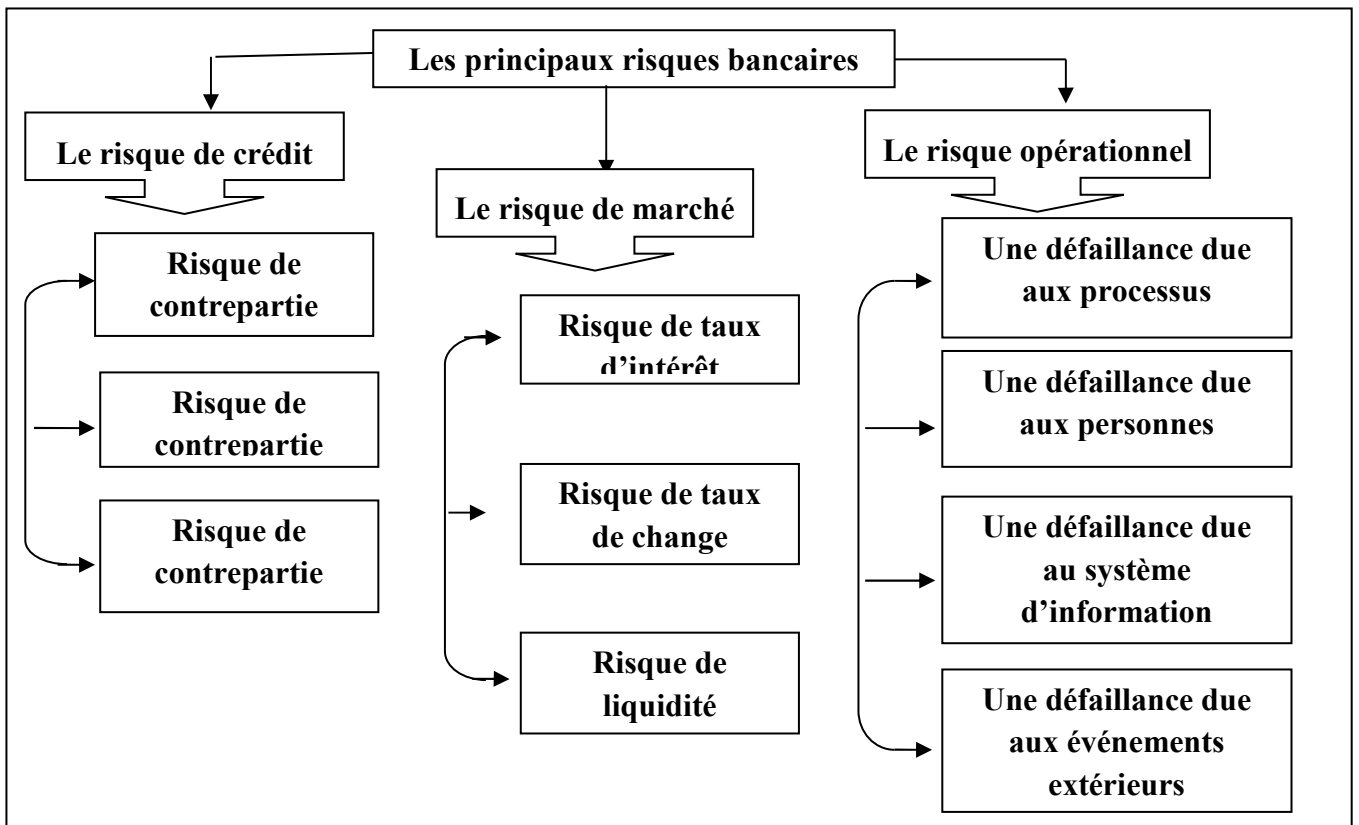 Les principaux risques bancaires
Le risque de crédit
Risque de
contrepartie
Risque de
contrepartie
Risque de
contrepartie
Le risque de marché
Risque de taux
d’intérêt
Risque de taux
de change
Risque de
liquidité
Le risque opérationnel
Une défaillance due
aux processus
Une défaillance due
aux personnes
Une défaillance due
au système
d’information
Une défaillance due
aux événements
extérieurs